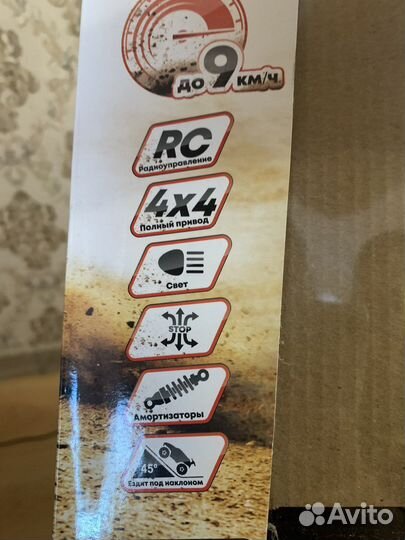 до 9 км/ч
RC
Радиоуправление
4x4
Полный привод
Свет
STOP
Амортизаторы
45°
Ездит под наклоном
Avito